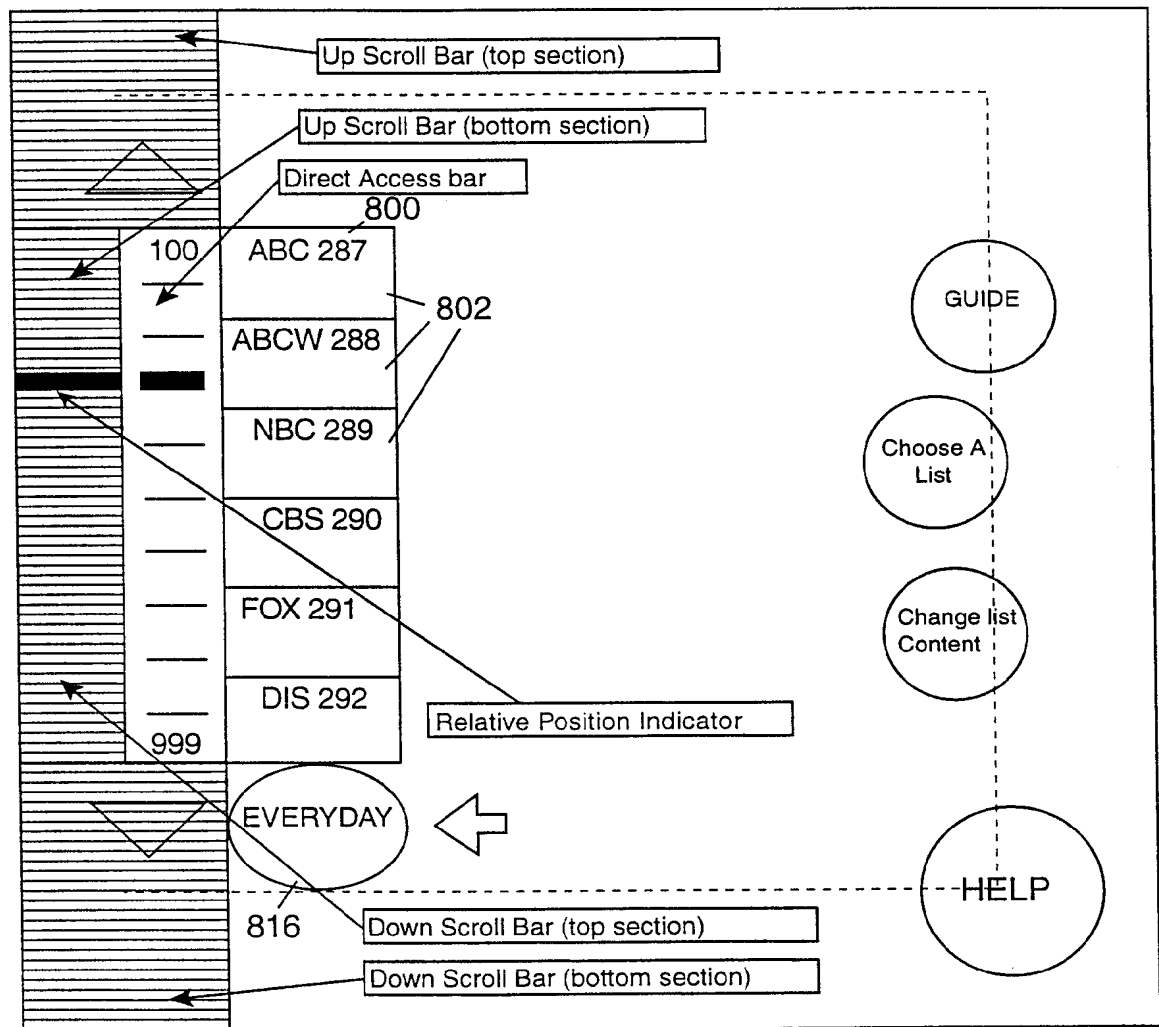 Up Scroll Bar (top section)
Up Scroll Bar (bottom section)
Direct Access bar
800
100
ABC 287
802
GUIDE
ABCW 288
NBC 289
Choose A
List
CBS 290
FOX 291
Change list
Content
DIS 292
Relative Position Indicator
999
EVERYDAY
HELP
816
Down Scroll Bar (top section)
Down Scroll Bar (bottom section)